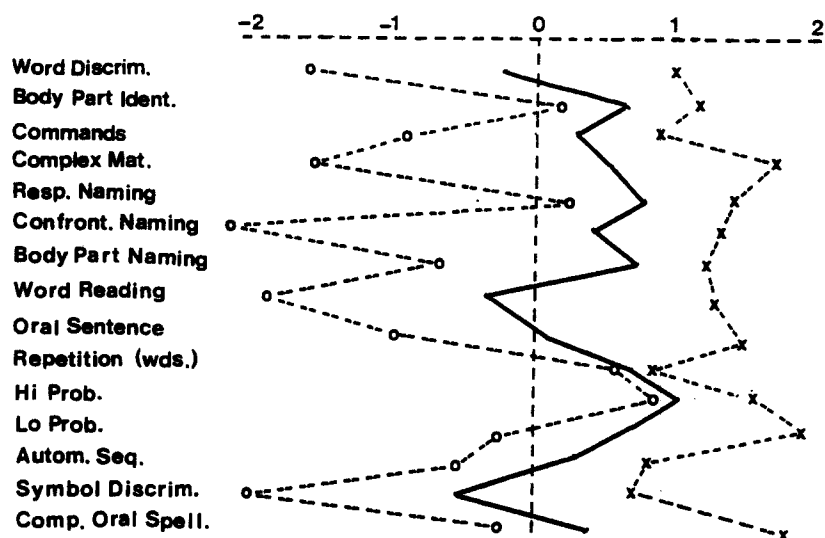 -2 -1 0 1 2
Word Discrim.
Body Part Ident.
Commands
Complex Mat.
Resp. Naming
Confront. Naming
Body Part Naming
Word Reading
Oral Sentence
Repetition (wds.)
Hi Prob.
Lo Prob.
Autom. Seq.
Symbol Discrim.
Comp. Oral Spell.